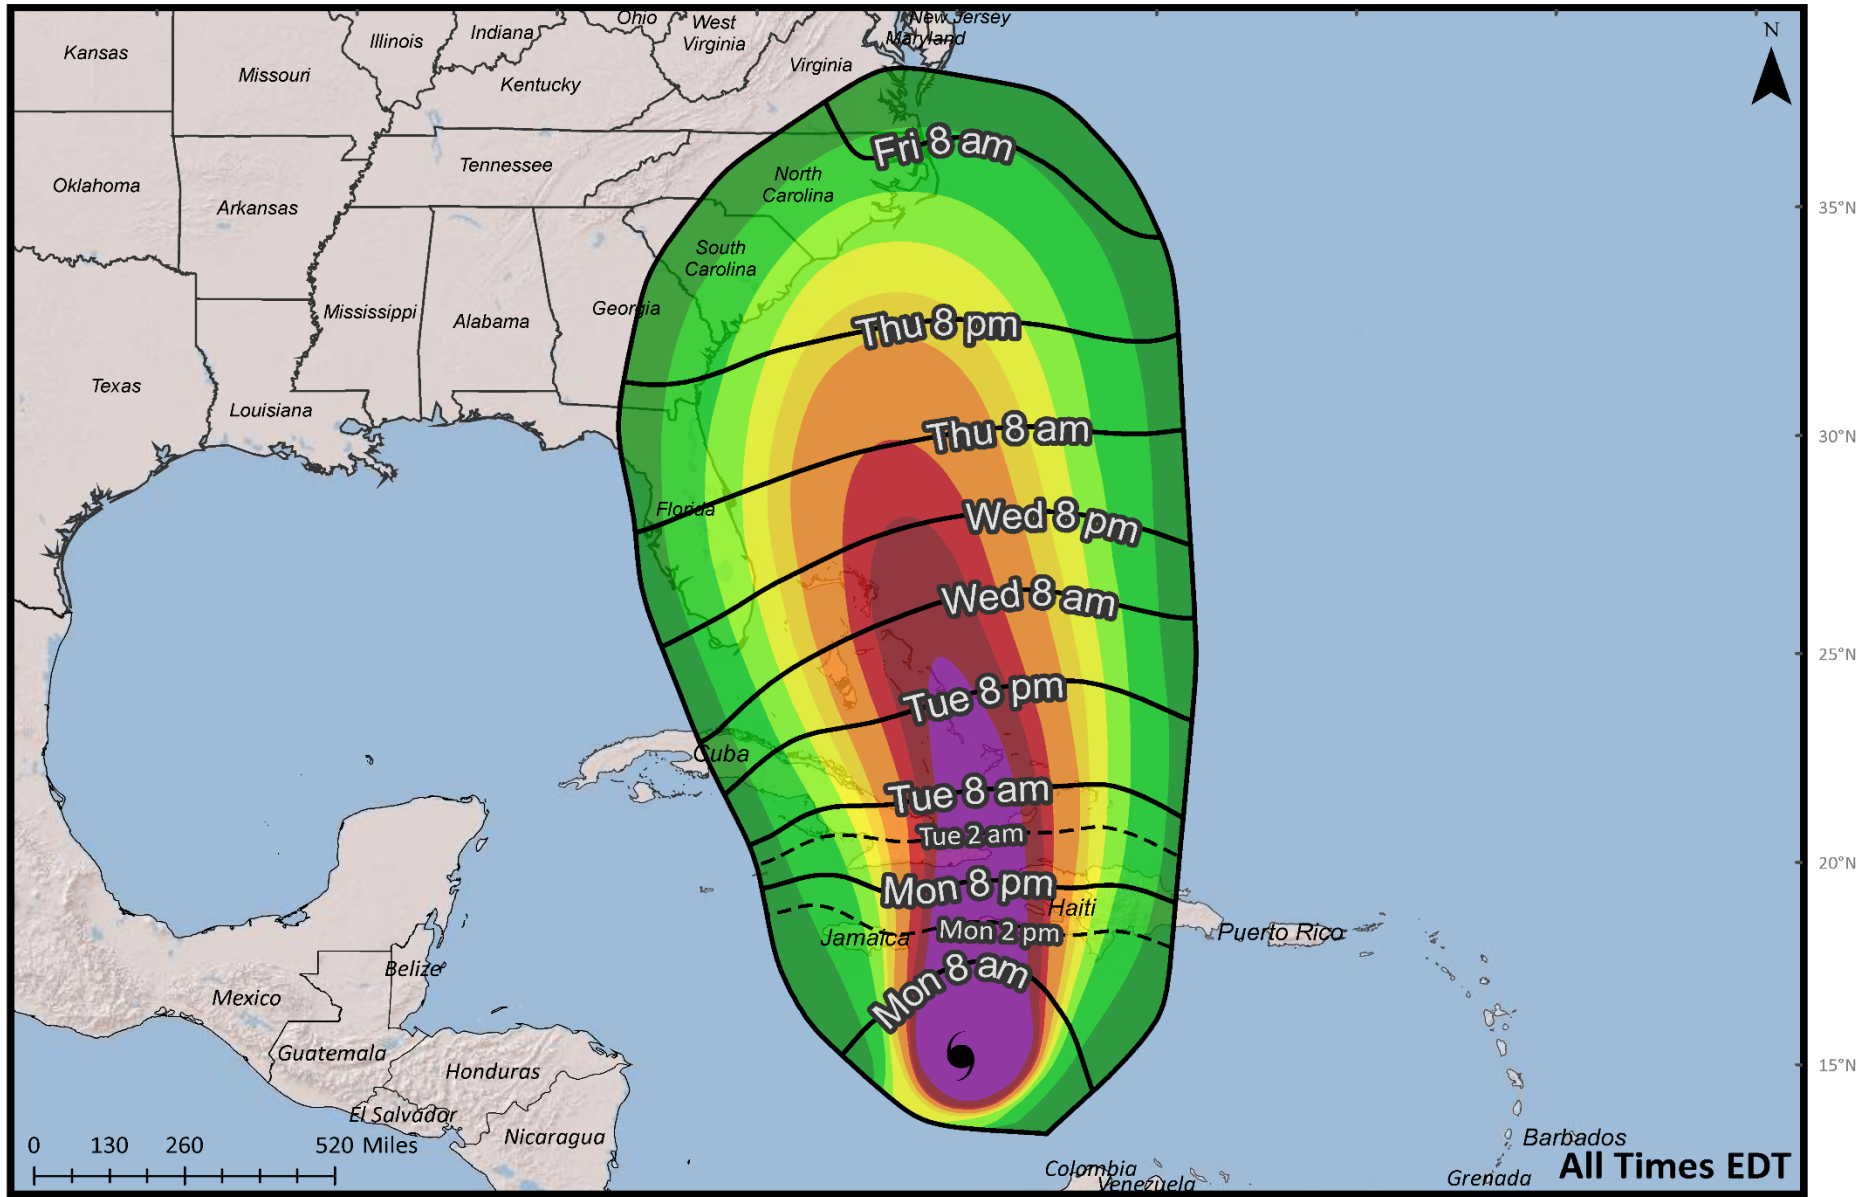 Ohio
West
Virginia
New Jersey
Maryland
N
Kansas
Illinois
Indiana
Missouri
Kentucky
Virginia
Fri 8 am
Oklahoma
Tennessee
North
Carolina
Arkansas
35°N
South
Carolina
Mississippi
Alabama
Georgia
Thu 8 pm
Texas
Louisiana
Thu 8 am
30°N
Florida
Wed 8 pm
Wed 8 am
25°N
Tue 8 pm
Cuba
Tue 8 am
Tue 2 am
20°N
Mon 8 pm
Haiti
Jamaica
Mon 2 pm
Puerto Rico
Mon 8 am
Belize
Mexico
Guatemala
Honduras
15°N
El Salvador
Nicaragua
0 130 260 520 Miles
Barbados
Colombia
Venezuela
Grenada
All Times EDT